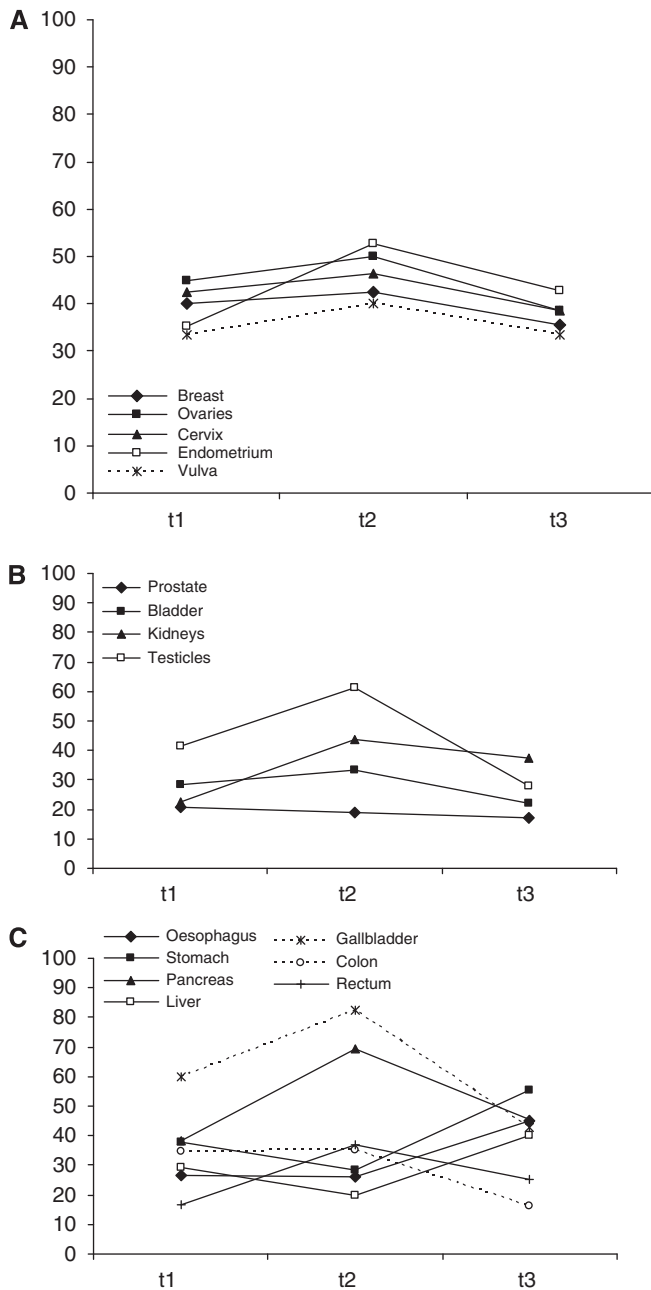 A
100
90
80
70
60
50
40
30
20
10
0
Breast
Ovaries
Cervix
Endometrium
Vulva
t1 t2 t3
B
100
90
80
70
60
50
40
30
20
10
0
Prostate
Bladder
Kidneys
Testicles
t1 t2 t3
C
100
90
80
70
60
50
40
30
20
10
0
Oesophagus
Stomach
Pancreas
Liver
Gallbladder
Colon
Rectum
t1 t2 t3